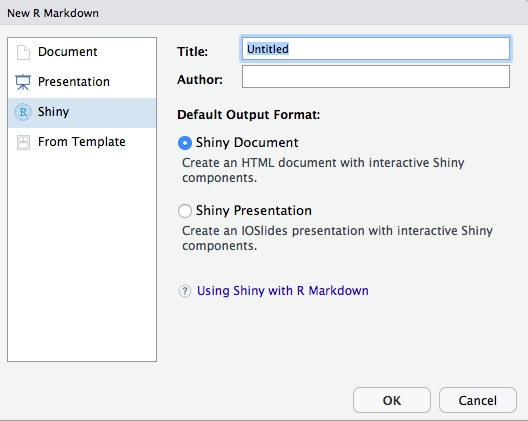 New R Markdown
Document
Presentation
R Shiny
From Template
Title: Untitled
Author:
Default Output Format:
Shiny Document
Create an HTML document with interactive Shiny
components.
Shiny Presentation
Create an IOSlides presentation with interactive Shiny
components.
? Using Shiny with R Markdown
OK Cancel